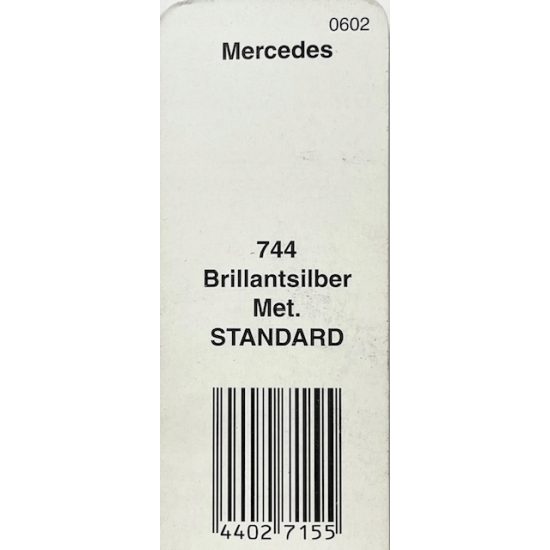 0602
Mercedes
744
Brillantsilber
Met.
STANDARD
4402 7155